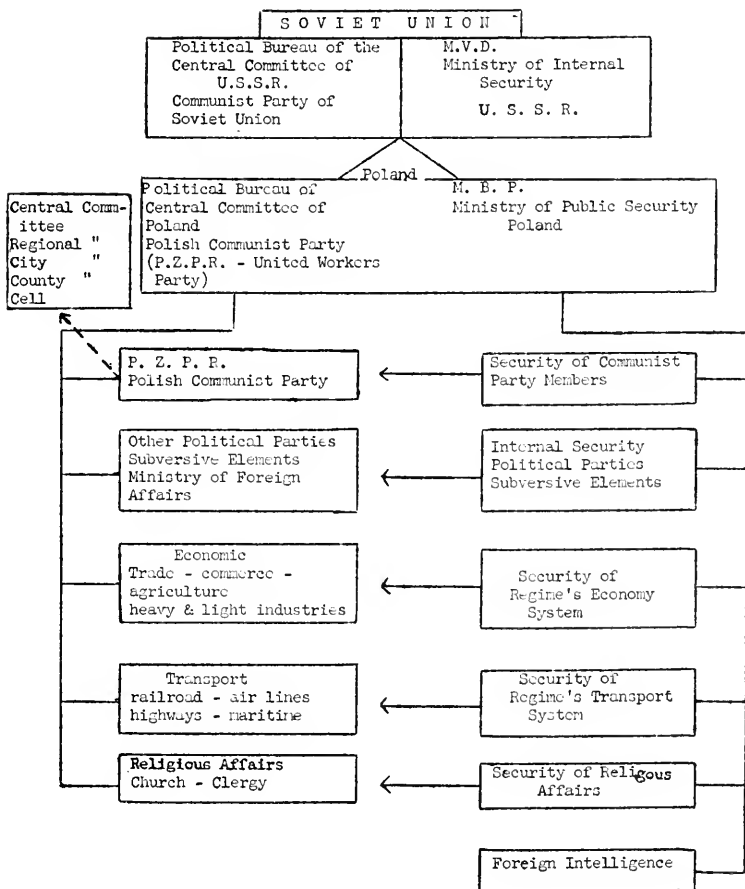 SOVIET UNION
Political Bureau of the
Central Committee of
U.S.S.R.
Communist Party of
Soviet Union
M.V.D.
Ministry of Internal
Security
U. S. S. R.
Poland
Political Bureau of
Central Committee of
Poland
Polish Communist Party
(P.Z.P.R. - United Workers
Party)
M. B. P.
Ministry of Public Security
Poland
Central Comm-
ittee
Regional "
City "
County "
Cell
P. Z. P. R.
Polish Communist Party
Security of Communist
Party Members
Other Political Parties
Subversive Elements
Ministry of Foreign
Affairs
Internal Security
Political Parties
Subversive Elements
Economic
Trade - commerce -
agriculture
heavy & light industries
Security of
Regime's Economy
System
Transport
railroad - air lines
highways - maritine
Security of
Regime's Transport
System
Religious Affairs
Church - Clergy
Security of Religous
Affairs
Foreign Intelligence